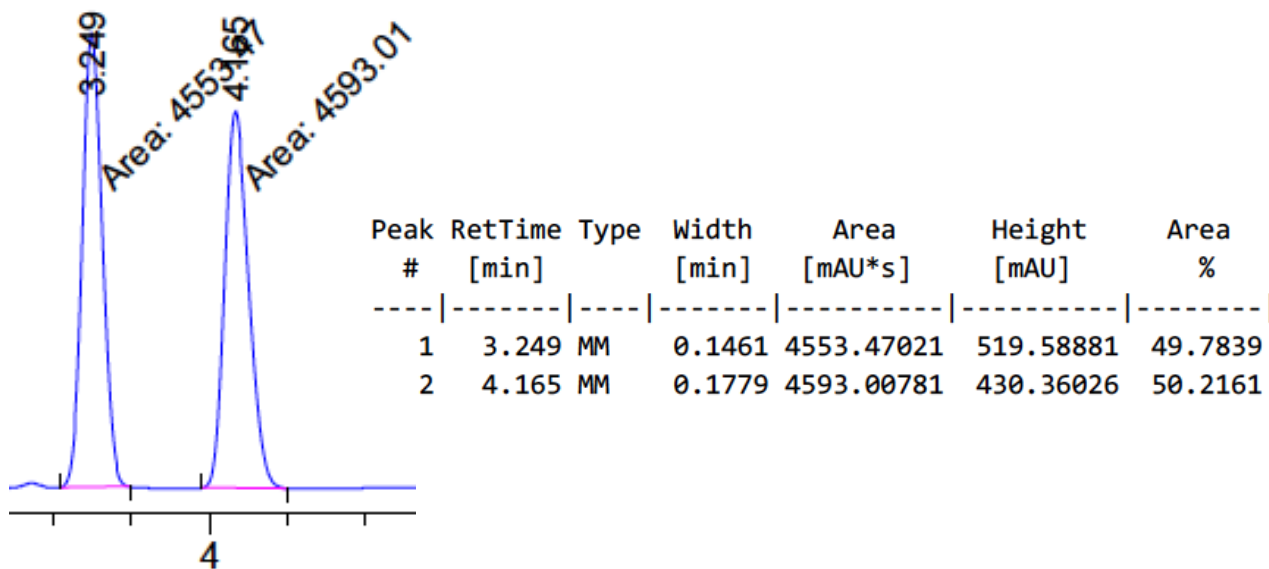 3.249
Area: 4553.47
4.165
Area: 4593.01
4
Peak RetTime Type Width Area Height Area
# [min] [min] [mAU*s] [mAU] %
----|-------|----|-------|----------|----------|--------|
1 3.249 MM 0.1461 4553.47021 519.58881 49.7839
2 4.165 MM 0.1779 4593.00781 430.36026 50.2161